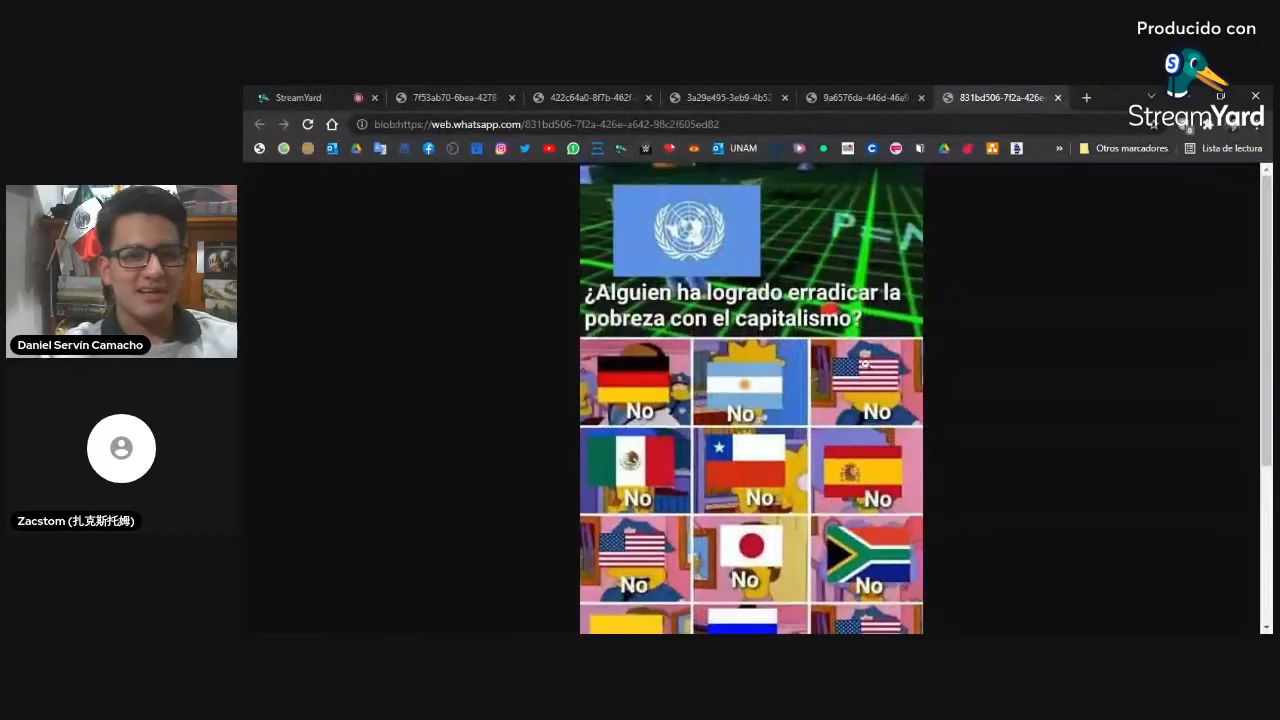 Producido con
StreamYard
StreamYard
7f53ab70-6bea-4278
422c64a0-8f7b-462f-
3a29e495-3eb9-4b52
9a6576da-446d-46a9
831bd506-7f2a-426e-
blob:https://web.whatsapp.com/831bd506-7f2a-426e-a642-98c2f605ed82
UNAM
Otros marcadores
Lista de lectura
¿Alguien ha logrado erradicar la
pobreza con el capitalismo?
No
No
No
No
No
No
No
No
No
Daniel Servín Camacho
Zacstom (扎克斯托姆)